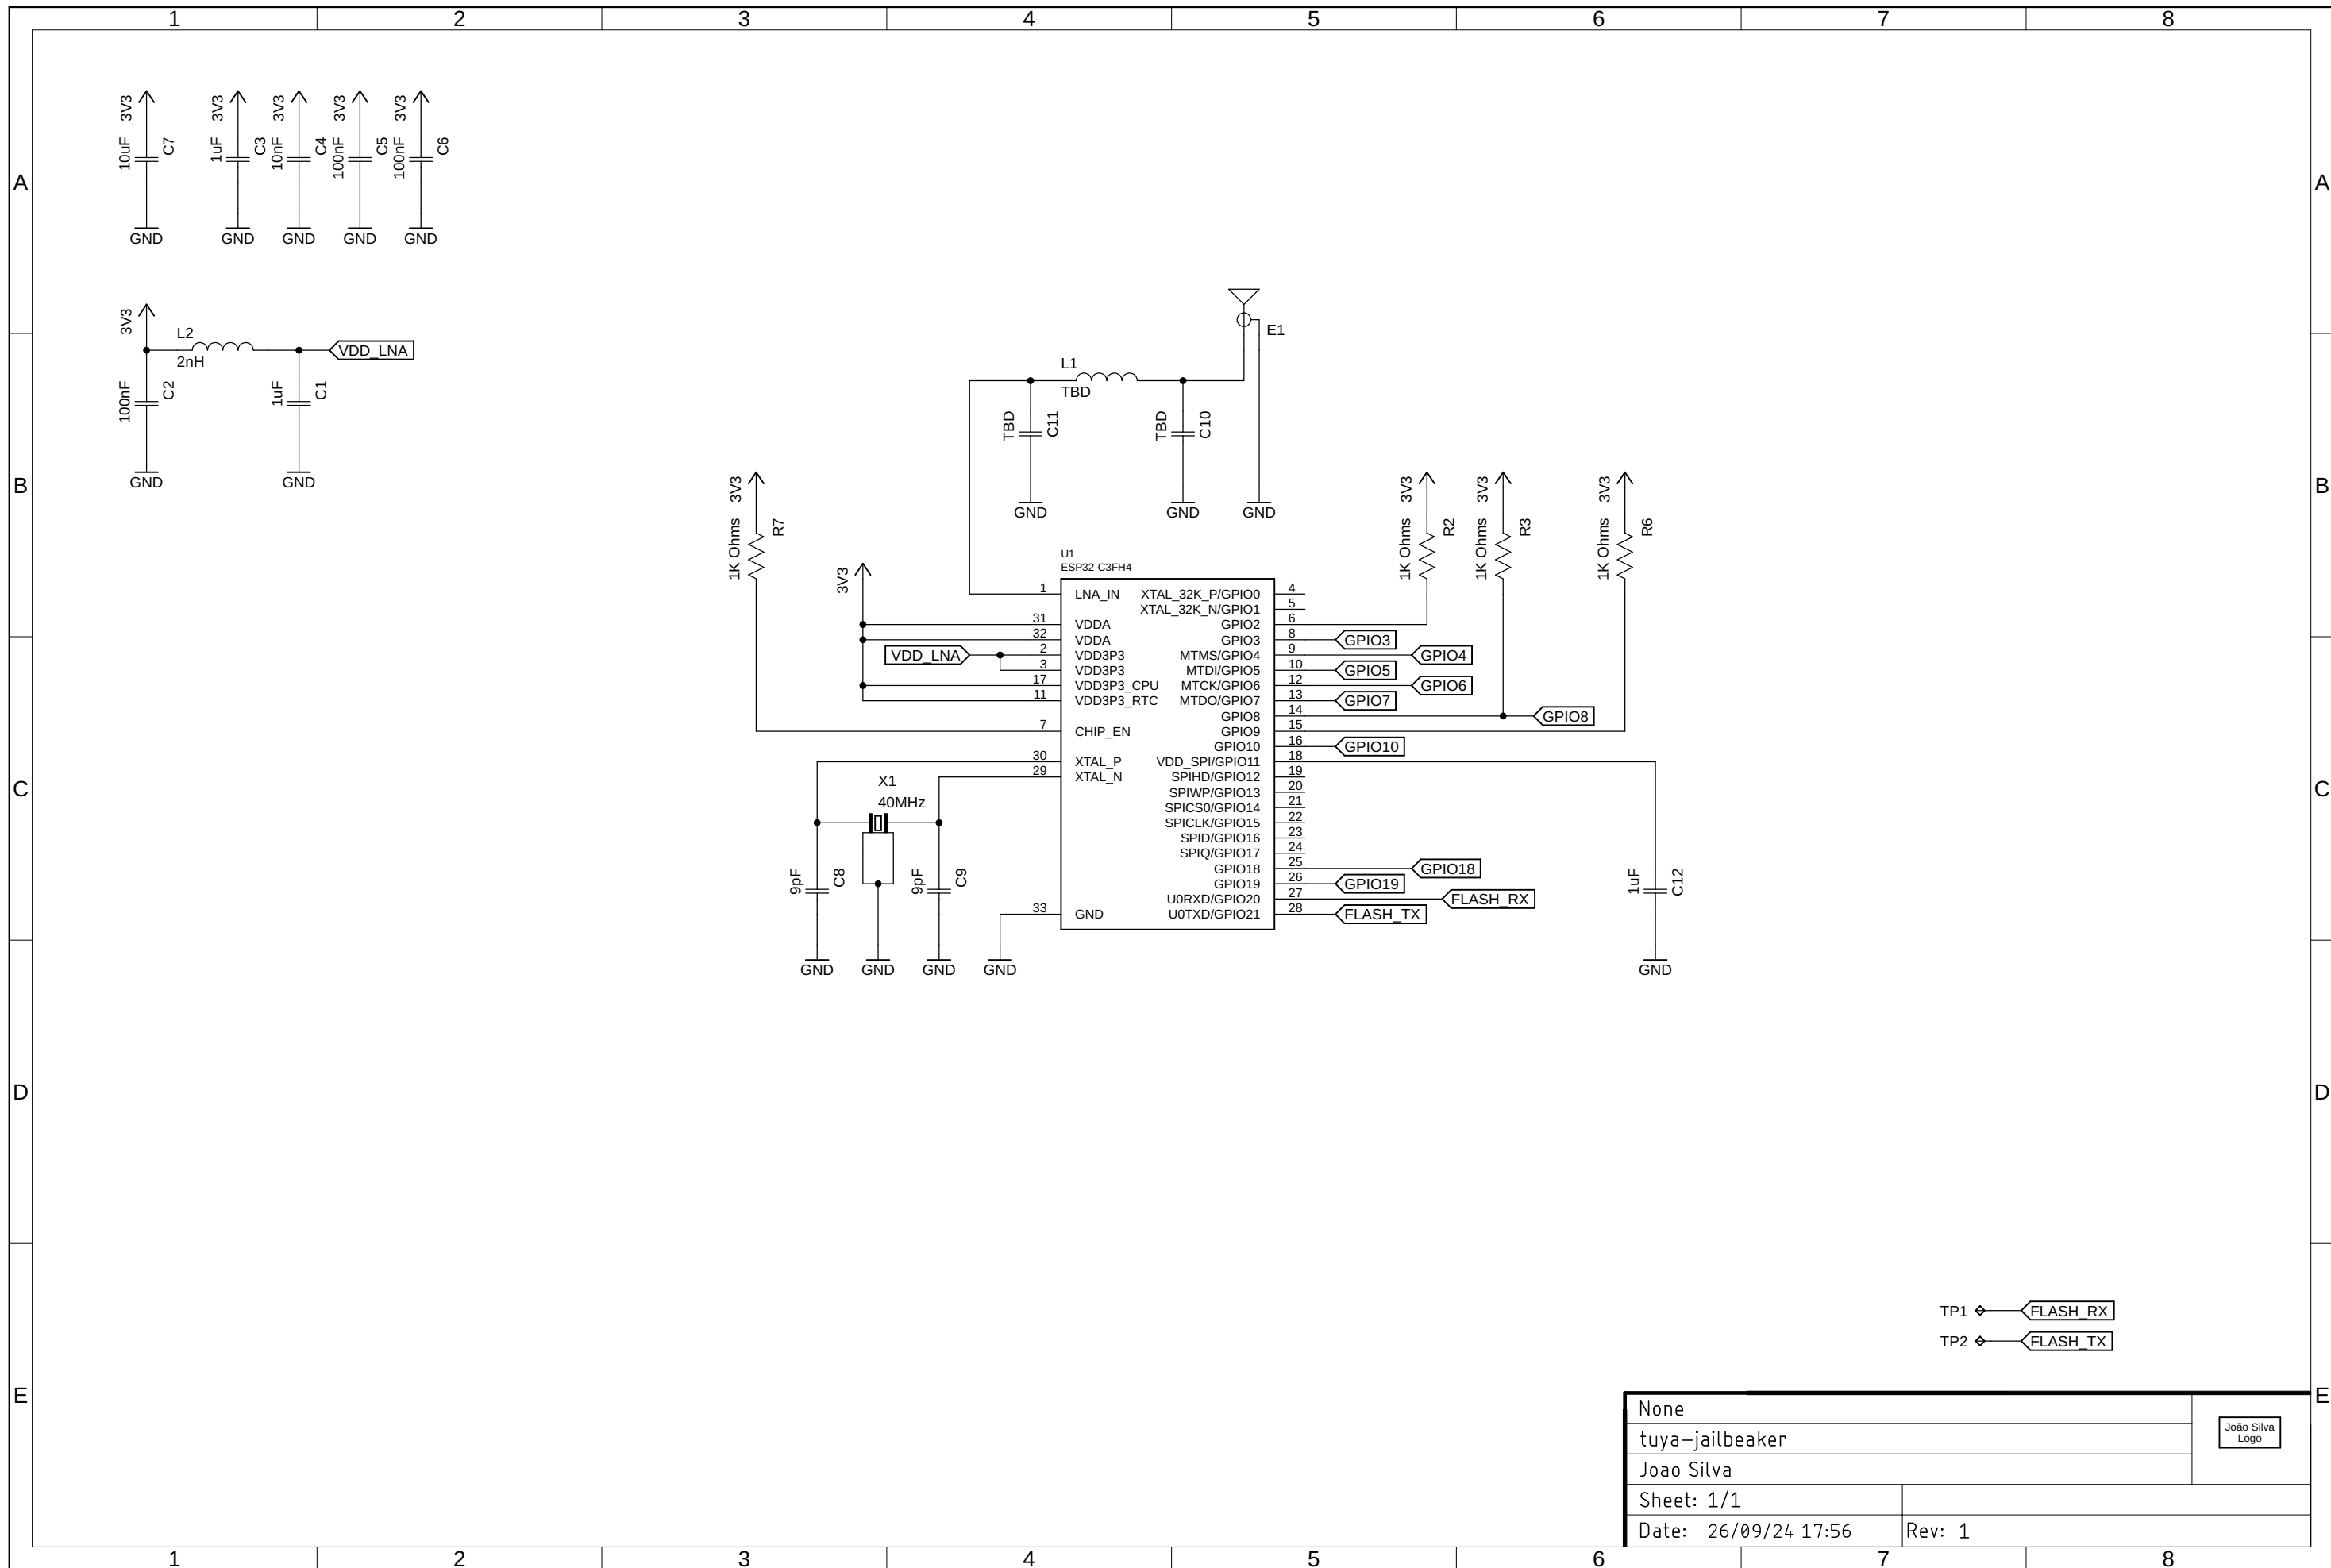 1 2 3 4 5 6 7 8
A A
3V3 3V3 3V3 3V3 3V3
10uF C7 1uF C3 10nF C4 100nF C5 100nF C6
GND GND GND GND GND
3V3
L2
2nH
VDD_LNA
100nF C2 1uF C1
GND GND
E1
L1
TBD
TBD C11 TBD C10
GND GND GND
B B
3V3 3V3 3V3 3V3
1K Ohms R7 1K Ohms R2 1K Ohms R3 1K Ohms R6
U1
ESP32-C3FH4
3V3
1 LNA_IN XTAL_32K_P/GPIO0 4
XTAL_32K_N/GPIO1 5
31 VDDA GPIO2 6
32 VDDA GPIO3 8 GPIO3
VDD_LNA 2 VDD3P3 MTMS/GPIO4 9 GPIO4
3 VDD3P3 MTDI/GPIO5 10 GPIO5
17 VDD3P3_CPU MTCK/GPIO6 12 GPIO6
11 VDD3P3_RTC MTDO/GPIO7 13 GPIO7
GPIO8 14 GPIO8
7 CHIP_EN GPIO9 15
GPIO10 16 GPIO10
30 XTAL_P VDD_SPI/GPIO11 18
29 XTAL_N SPIHD/GPIO12 19
C C
X1
40MHz
SPIWP/GPIO13 20
SPICS0/GPIO14 21
SPICLK/GPIO15 22
SPID/GPIO16 23
SPIQ/GPIO17 24
GPIO18 25 GPIO18
GPIO19 26 GPIO19
U0RXD/GPIO20 27 FLASH_RX
33 GND U0TXD/GPIO21 28 FLASH_TX
9pF C8 9pF C9 1uF C12
GND GND GND GND GND
D D
TP1 FLASH_RX
TP2 FLASH_TX
E E
None
tuya-jailbeaker
Joao Silva
João Silva
Logo
Sheet: 1/1
Date: 26/09/24 17:56 Rev: 1
1 2 3 4 5 6 7 8